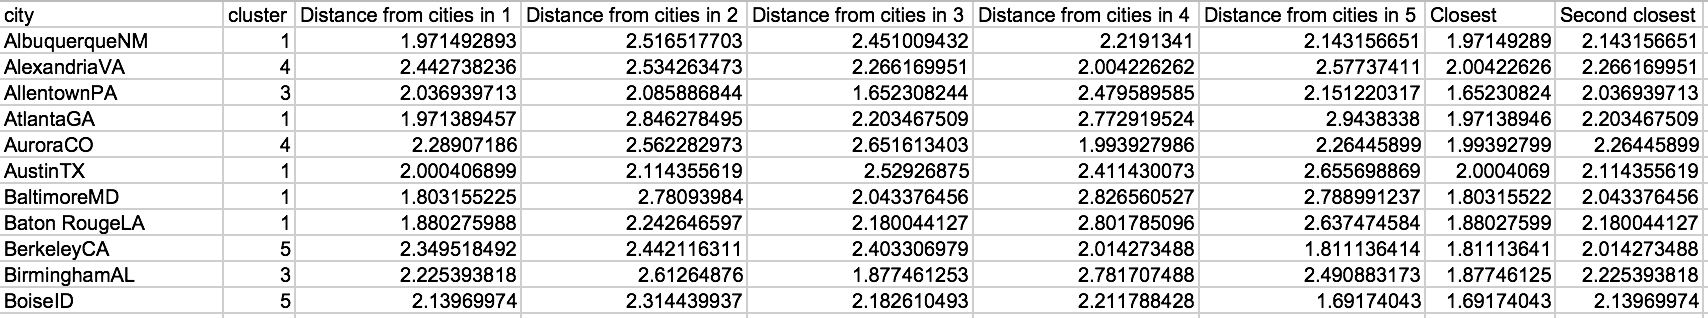 city cluster Distance from cities in 1 Distance from cities in 2 Distance from cities in 3 Distance from cities in 4 Distance from cities in 5 Closest Second closest
AlbuquerqueNM 1 1.971492893 2.516517703 2.451009432 2.2191341 2.143156651 1.97149289 2.143156651
AlexandriaVA 4 2.442738236 2.534263473 2.266169951 2.004226262 2.57737411 2.00422626 2.266169951
AllentownPA 3 2.036939713 2.085886844 1.652308244 2.479589585 2.151220317 1.65230824 2.036939713
AtlantaGA 1 1.971389457 2.846278495 2.203467509 2.772919524 2.9438338 1.97138946 2.203467509
AuroraCO 4 2.28907186 2.562282973 2.651613403 1.993927986 2.26445899 1.99392799 2.26445899
AustinTX 1 2.000406899 2.114355619 2.52926875 2.411430073 2.655698869 2.0004069 2.114355619
BaltimoreMD 1 1.803155225 2.78093984 2.043376456 2.826560527 2.788991237 1.80315522 2.043376456
Baton RougeLA 1 1.880275988 2.242646597 2.180044127 2.801785096 2.637474584 1.88027599 2.180044127
BerkeleyCA 5 2.349518492 2.442116311 2.403306979 2.014273488 1.811136414 1.81113641 2.014273488
BirminghamAL 3 2.225393818 2.61264876 1.877461253 2.781707488 2.490883173 1.87746125 2.225393818
BoiseID 5 2.13969974 2.314439937 2.182610493 2.211788428 1.69174043 1.69174043 2.13969974